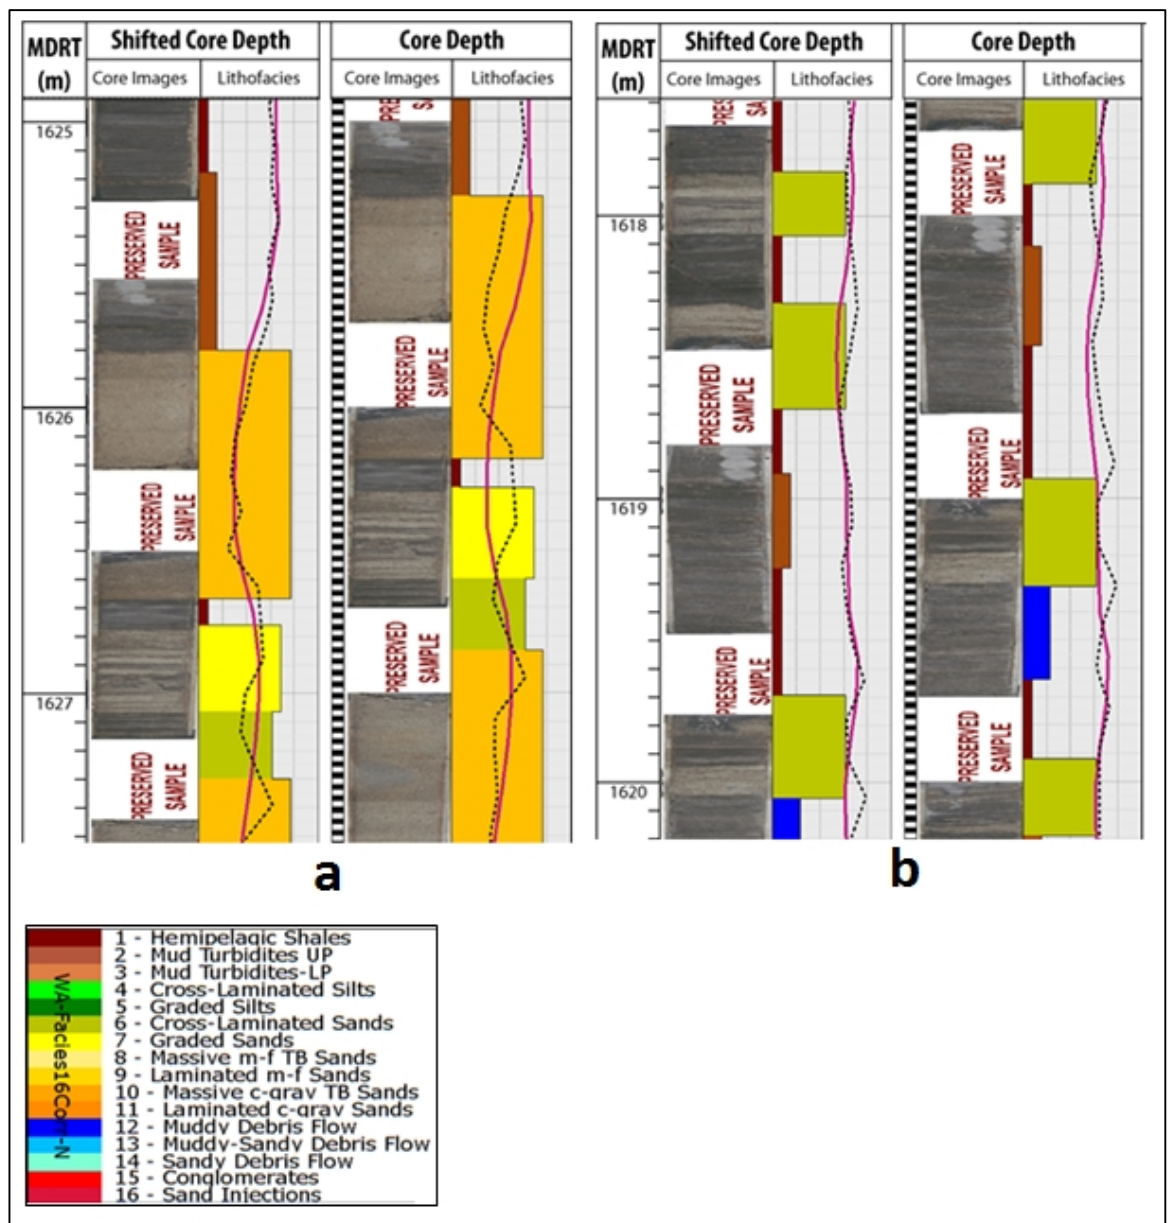 MDRT
(m)
Shifted Core Depth
Core Images
Lithofacies
Core Depth
Core Images
Lithofacies
1625
1626
1627
PRESERVED
SAMPLE
PRESERVED
SAMPLE
PRESERVED
SAMPLE
PRE
S
PRESERVED
SAMPLE
PRESERVED
SAMPLE
a
MDRT
(m)
Shifted Core Depth
Core Images
Lithofacies
Core Depth
Core Images
Lithofacies
1618
1619
1620
PRES
SA
PRESERVED
SAMPLE
PRESERVED
SAMPLE
PRESERVED
SAMPLE
PRESERVED
SAMPLE
PRESERVED
SAMPLE
b
WA-Facies16Corr-N
1 - Hemipelagic Shales
2 - Mud Turbidites UP
3 - Mud Turbidites-LP
4 - Cross-Laminated Silts
5 - Graded Silts
6 - Cross-Laminated Sands
7 - Graded Sands
8 - Massive m-f TB Sands
9 - Laminated m-f Sands
10 - Massive c-grav TB Sands
11 - Laminated c-grav Sands
12 - Muddy Debris Flow
13 - Muddy-Sandy Debris Flow
14 - Sandy Debris Flow
15 - Conglomerates
16 - Sand Injections